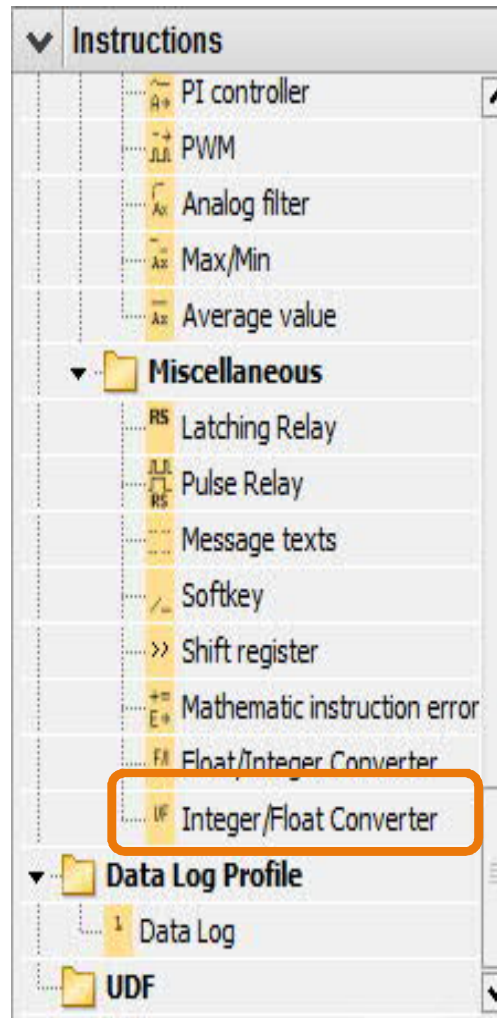 Instructions
PI controller
PWM
Analog filter
Max/Min
Average value
Miscellaneous
RS Latching Relay
RS Pulse Relay
Message texts
Softkey
Shift register
Mathematic instruction error
Float/Integer Converter
Integer/Float Converter
Data Log Profile
1 Data Log
UDF